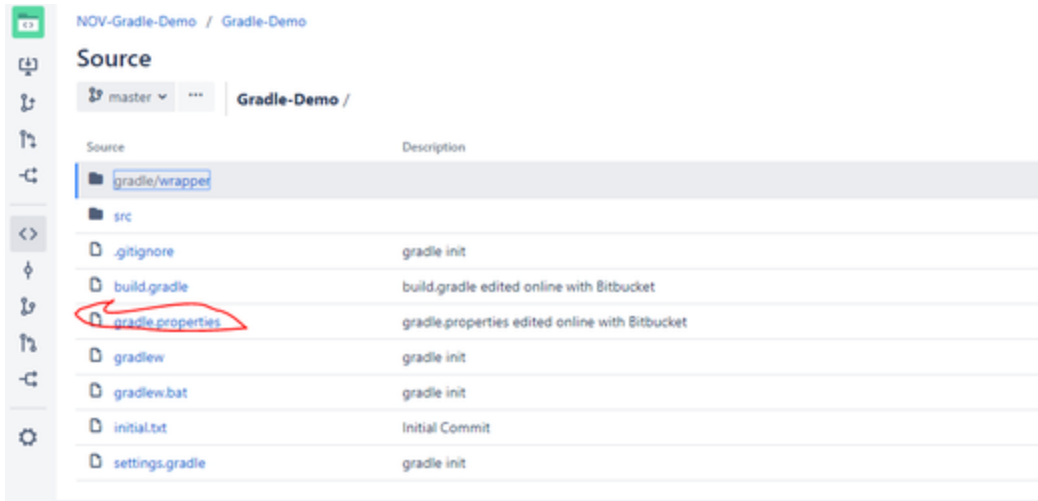 NOV-Gradle-Demo / Gradle-Demo
Source
master ... Gradle-Demo /
Source Description
gradle/wrapper
src
.gitignore gradle init
build.gradle build.gradle edited online with Bitbucket
gradle.properties gradle.properties edited online with Bitbucket
gradlew gradle init
gradlew.bat gradle init
initial.txt Initial Commit
settings.gradle gradle init